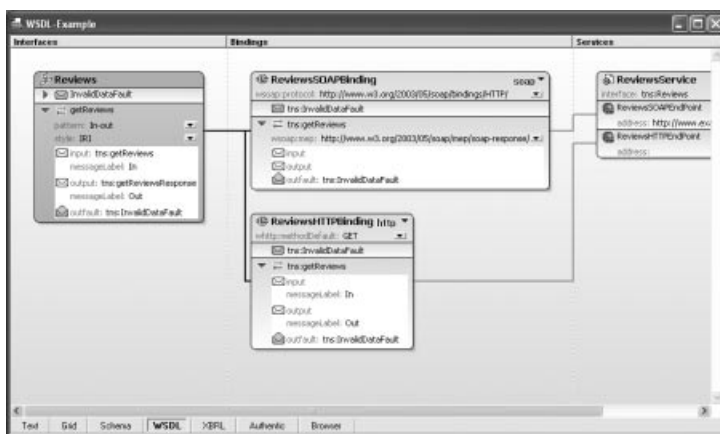 WSDL-Example
Interfaces
Bindings
Services
Reviews
InvalidDataFault
getReviews
pattern: In-out
style: IRI
input: tns:getReviews
messageLabel: In
output: tns:getReviewsResponse
messageLabel: Out
outfault: tns:InvalidDataFault
ReviewsSOAPBinding soap
wsoap:protocol: http://www.w3.org/2003/05/soap/bindings/HTTP/
tns:InvalidDataFault
tns:getReviews
wsoap:mep: http://www.w3.org/2003/05/soap/mep/soap-response/
input
output
outfault: tns:InvalidDataFault
ReviewsHTTPBinding http
whttp:methodDefault: GET
tns:InvalidDataFault
tns:getReviews
input
messageLabel: In
output
messageLabel: Out
outfault: tns:InvalidDataFault
ReviewsService
interface: tns:Reviews
ReviewsSOAPEndPoint
address: http://www.ex
ReviewsHTTPEndPoint
address:
Text Grid Schema WSDL XBRL Authentic Browser